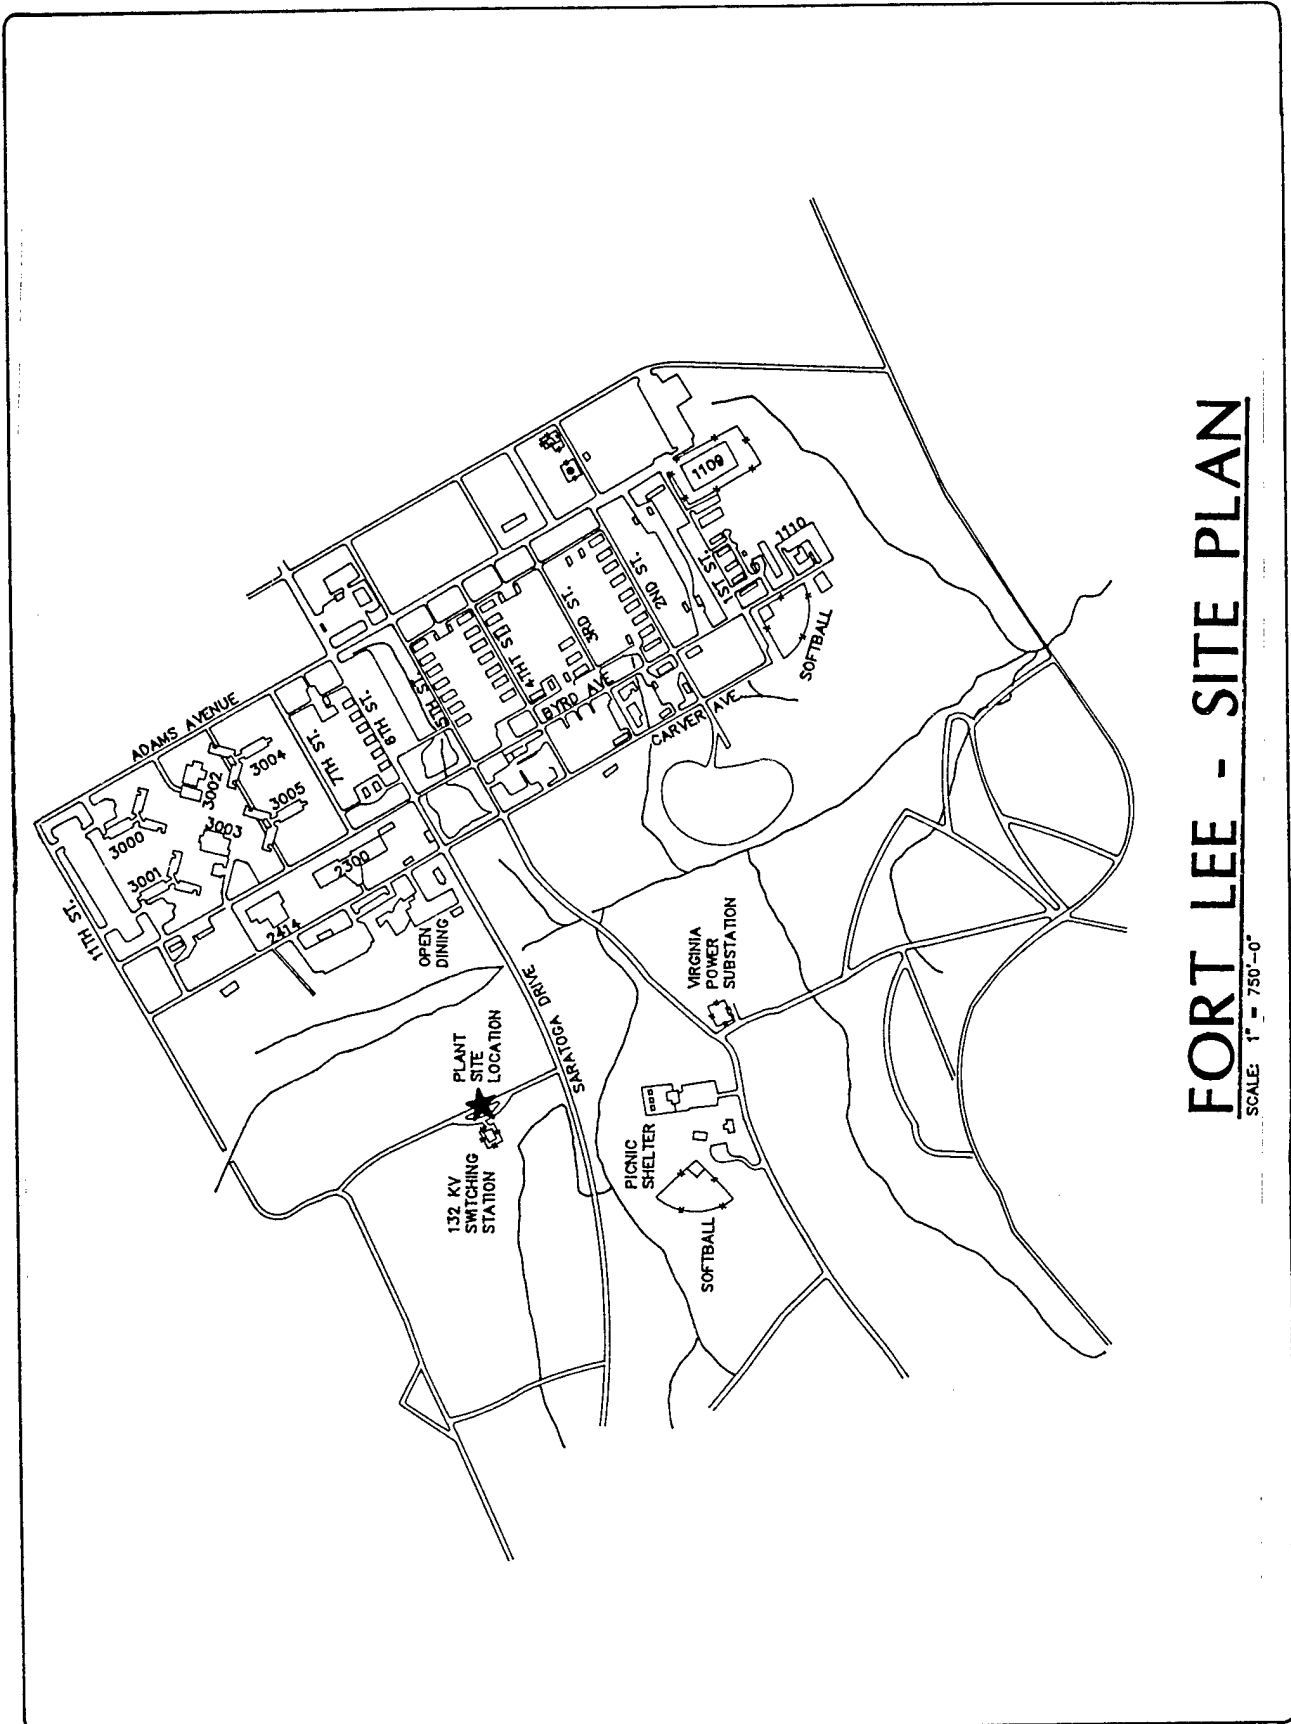 11TH ST.
ADAMS AVENUE
3000
3001
3002
3003
3004
3005
7TH ST.
6TH ST.
5TH ST.
4THT ST.
3RD ST.
2ND ST.
1ST ST.
BYRD AVE
CARVER AVE.
1109
1110
SOFTBALL
2300
2414
OPEN
DINING
SARATOGA DRIVE
PLANT
SITE
LOCATION
132 KV
SWITCHING
STATION
VIRGINIA
POWER
SUBSTATION
PICNIC
SHELTER
SOFTBALL
FORT LEE - SITE PLAN
SCALE: 1" = 750'-0"